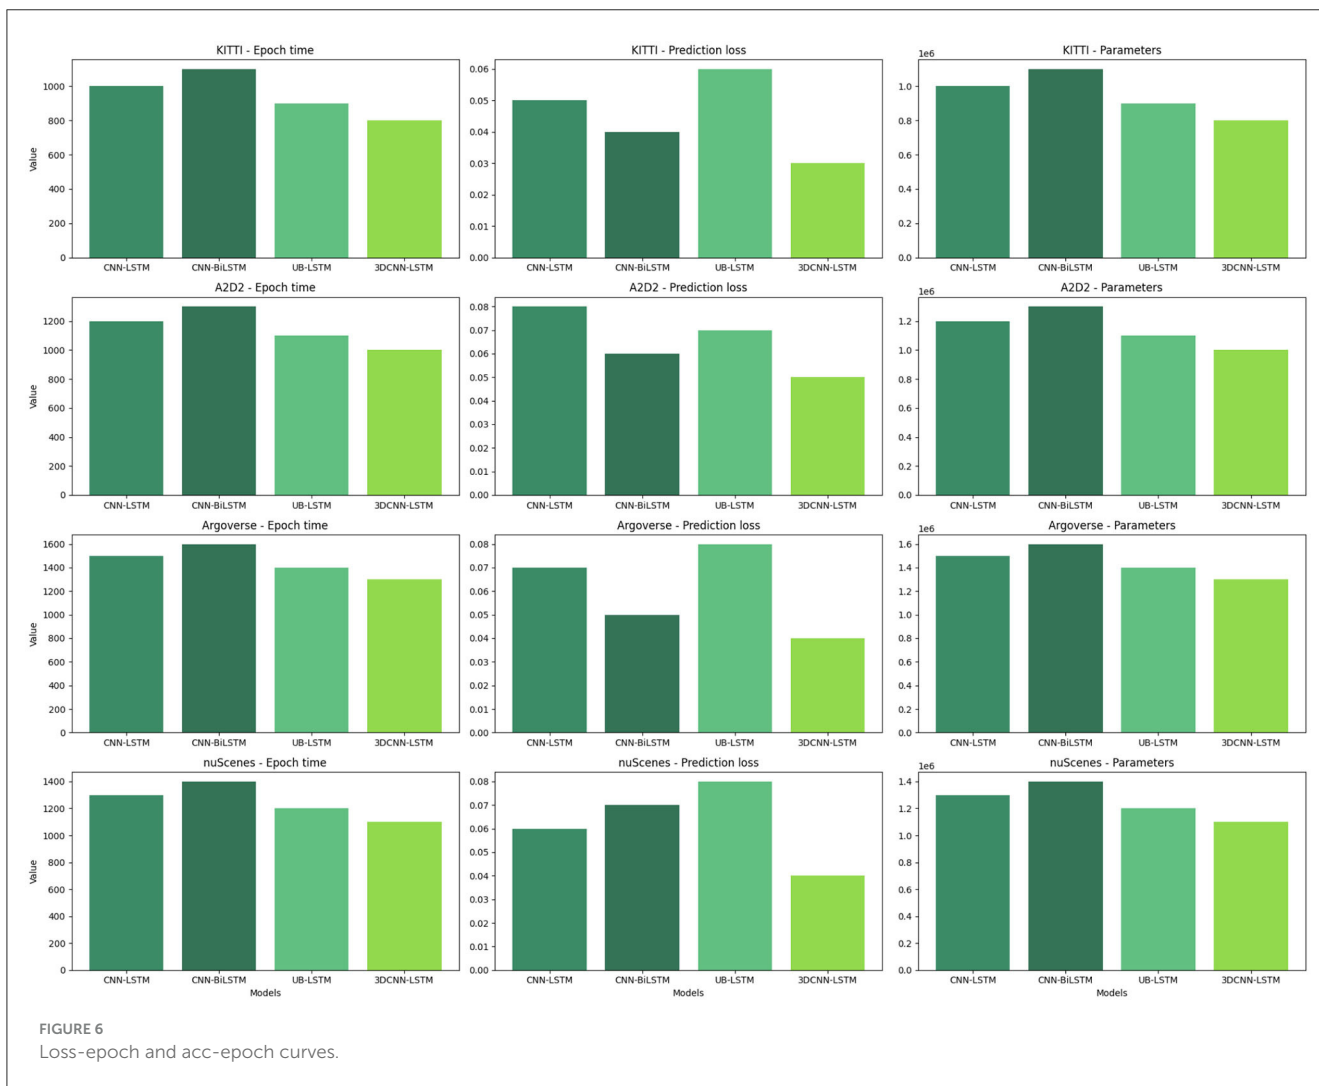 KITTI - Epoch time
Value
1000
800
600
400
200
0
CNN-LSTM CNN-BiLSTM UB-LSTM 3DCNN-LSTM
KITTI - Prediction loss
0.06
0.05
0.04
0.03
0.02
0.01
0.00
CNN-LSTM CNN-BiLSTM UB-LSTM 3DCNN-LSTM
KITTI - Parameters
1e6
1.0
0.8
0.6
0.4
0.2
0.0
CNN-LSTM CNN-BiLSTM UB-LSTM 3DCNN-LSTM
A2D2 - Epoch time
Value
1200
1000
800
600
400
200
0
CNN-LSTM CNN-BiLSTM UB-LSTM 3DCNN-LSTM
A2D2 - Prediction loss
0.08
0.07
0.06
0.05
0.04
0.03
0.02
0.01
0.00
CNN-LSTM CNN-BiLSTM UB-LSTM 3DCNN-LSTM
A2D2 - Parameters
1e6
1.2
1.0
0.8
0.6
0.4
0.2
0.0
CNN-LSTM CNN-BiLSTM UB-LSTM 3DCNN-LSTM
Argoverse - Epoch time
Value
1600
1400
1200
1000
800
600
400
200
0
CNN-LSTM CNN-BiLSTM UB-LSTM 3DCNN-LSTM
Argoverse - Prediction loss
0.08
0.07
0.06
0.05
0.04
0.03
0.02
0.01
0.00
CNN-LSTM CNN-BiLSTM UB-LSTM 3DCNN-LSTM
Argoverse - Parameters
1e6
1.6
1.4
1.2
1.0
0.8
0.6
0.4
0.2
0.0
CNN-LSTM CNN-BiLSTM UB-LSTM 3DCNN-LSTM
nuScenes - Epoch time
Value
1400
1200
1000
800
600
400
200
0
CNN-LSTM CNN-BiLSTM UB-LSTM 3DCNN-LSTM
Models
nuScenes - Prediction loss
0.08
0.07
0.06
0.05
0.04
0.03
0.02
0.01
0.00
CNN-LSTM CNN-BiLSTM UB-LSTM 3DCNN-LSTM
Models
nuScenes - Parameters
1e6
1.4
1.2
1.0
0.8
0.6
0.4
0.2
0.0
CNN-LSTM CNN-BiLSTM UB-LSTM 3DCNN-LSTM
Models
FIGURE 6
Loss-epoch and acc-epoch curves.